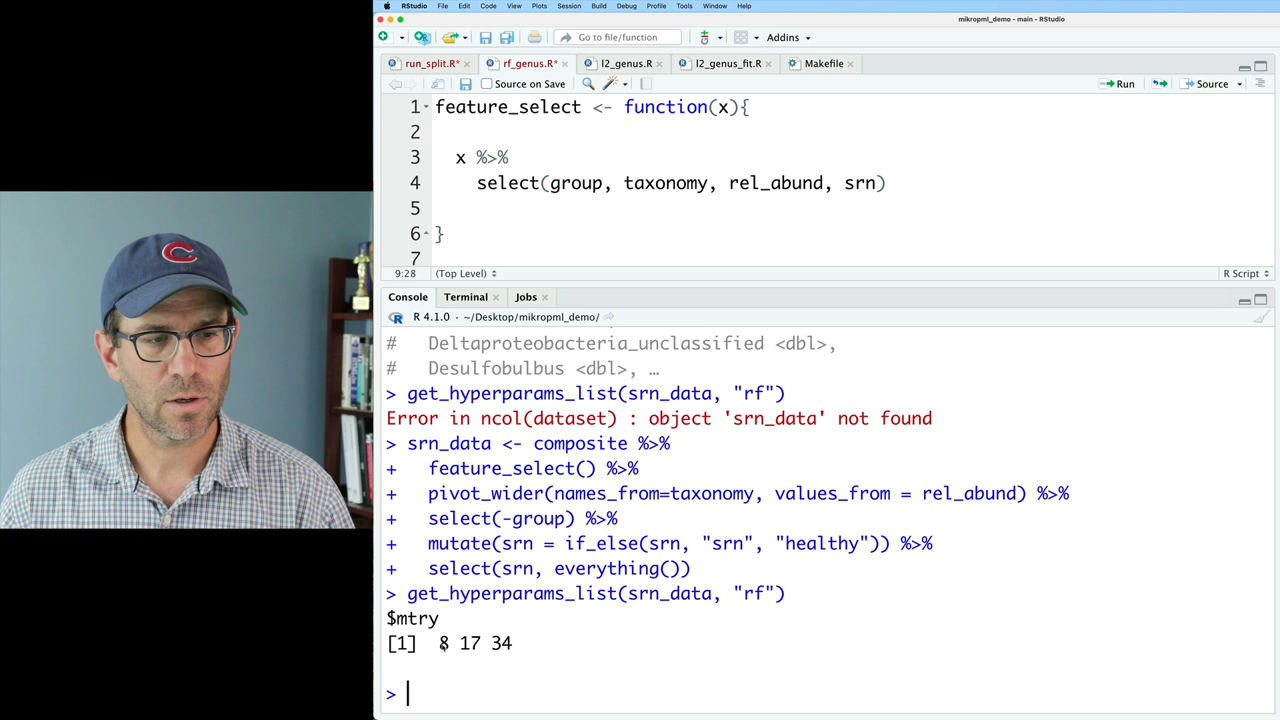 RStudio File Edit Code View Plots Session Build Debug Profile Tools Window Help
mikropml_demo - main - RStudio
Go to file/function Addins
run_split.R* rf_genus.R* l2_genus.R l2_genus_fit.R Makefile
Source on Save Run Source
1 feature_select <- function(x){
2
3 x %>%
4 select(group, taxonomy, rel_abund, srn)
5
6 }
7
9:28 (Top Level) R Script
Console Terminal Jobs
R 4.1.0 · ~/Desktop/mikropml_demo/
# Deltaproteobacteria_unclassified <dbl>,
# Desulfobulbus <dbl>, …
> get_hyperparams_list(srn_data, "rf")
Error in ncol(dataset) : object 'srn_data' not found
> srn_data <- composite %>%
+ feature_select() %>%
+ pivot_wider(names_from=taxonomy, values_from = rel_abund) %>%
+ select(-group) %>%
+ mutate(srn = if_else(srn, "srn", "healthy")) %>%
+ select(srn, everything())
> get_hyperparams_list(srn_data, "rf")
$mtry
[1] 8 17 34
>
C